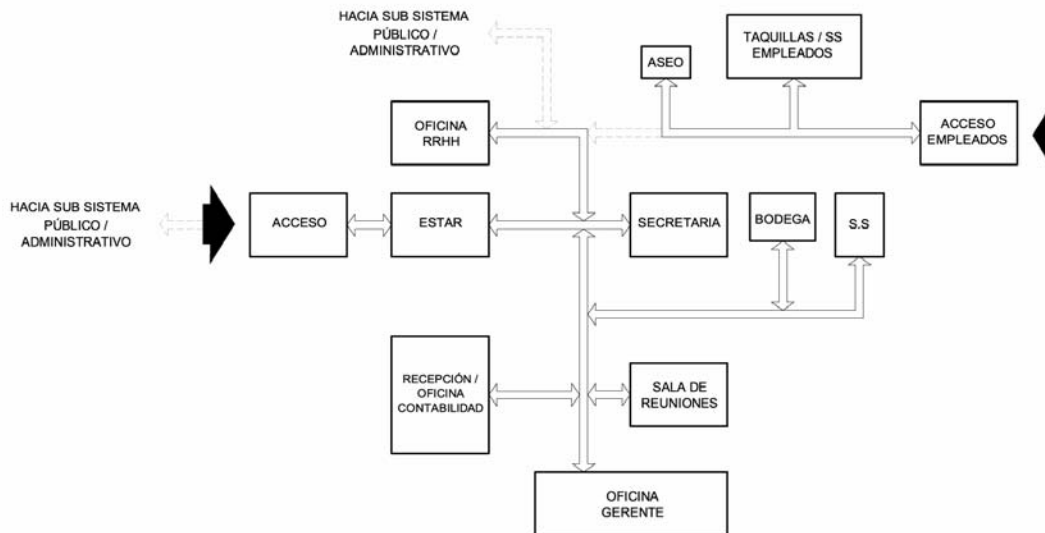 HACIA SUB SISTEMA
PÚBLICO /
ADMINISTRATIVO
TAQUILLAS / SS
EMPLEADOS
ASEO
OFICINA
RRHH
ACCESO
EMPLEADOS
HACIA SUB SISTEMA
PÚBLICO /
ADMINISTRATIVO
ACCESO
ESTAR
SECRETARIA
BODEGA
S.S
RECEPCIÓN /
OFICINA
CONTABILIDAD
SALA DE
REUNIONES
OFICINA
GERENTE